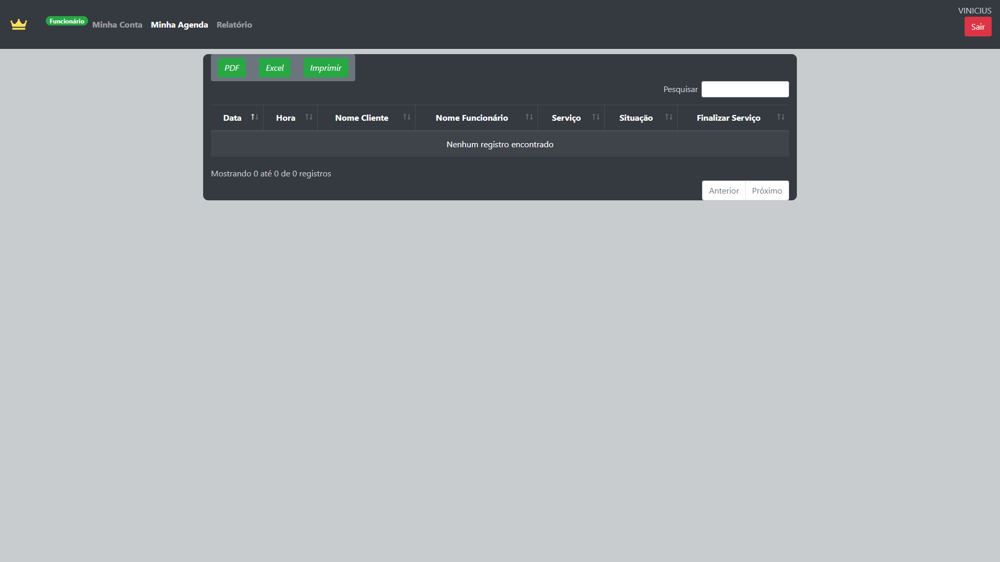 Funcionário Minha Conta Minha Agenda Relatório
VINICIUS
Sair
PDF Excel Imprimir
Pesquisar
Data Hora Nome Cliente Nome Funcionário Serviço Situação Finalizar Serviço
Nenhum registro encontrado
Mostrando 0 até 0 de 0 registros
Anterior Próximo